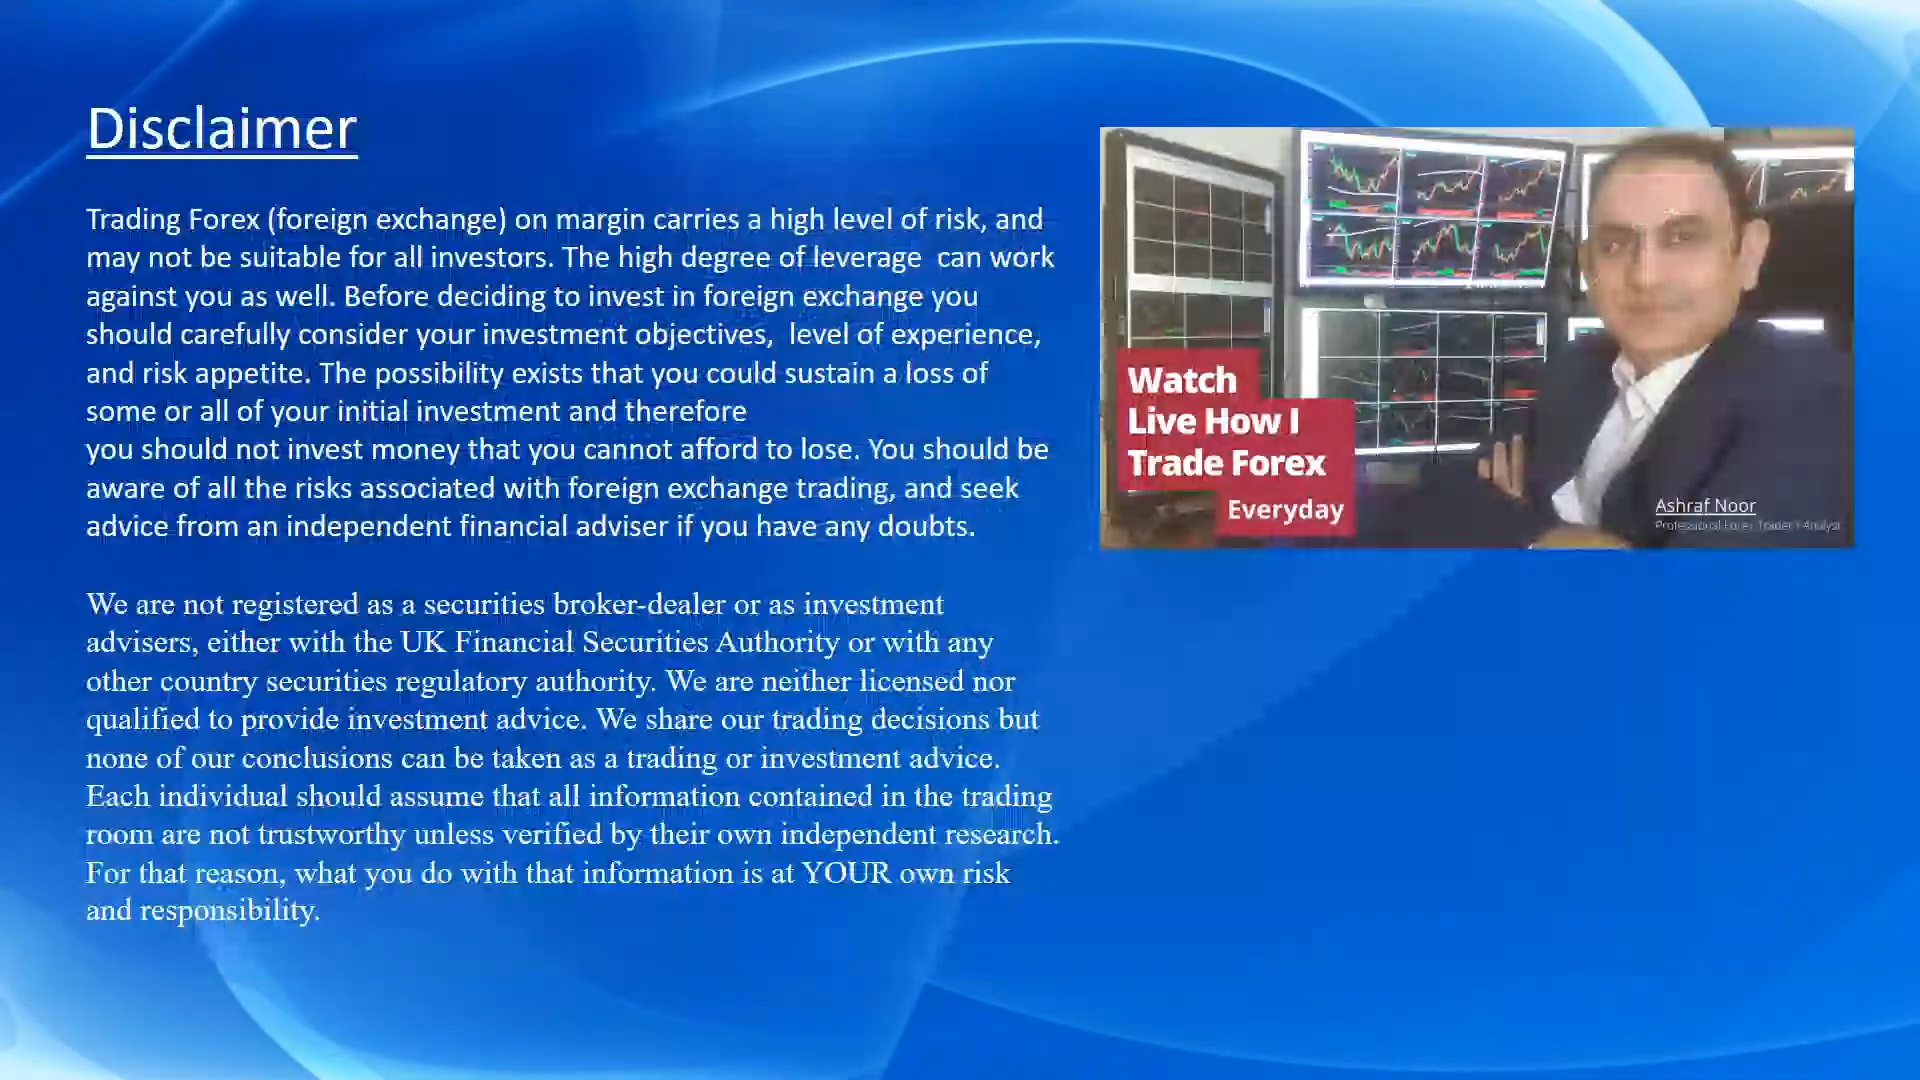 Disclaimer
Trading Forex (foreign exchange) on margin carries a high level of risk, and
may not be suitable for all investors. The high degree of leverage  can work
against you as well. Before deciding to invest in foreign exchange you
should carefully consider your investment objectives,  level of experience,
and risk appetite. The possibility exists that you could sustain a loss of
some or all of your initial investment and therefore
you should not invest money that you cannot afford to lose. You should be
aware of all the risks associated with foreign exchange trading, and seek
advice from an independent financial adviser if you have any doubts.
We are not registered as a securities broker-dealer or as investment
advisers, either with the UK Financial Securities Authority or with any
other country securities regulatory authority. We are neither licensed nor
qualified to provide investment advice. We share our trading decisions but
none of our conclusions can be taken as a trading or investment advice.
Each individual should assume that all information contained in the trading
room are not trustworthy unless verified by their own independent research.
For that reason, what you do with that information is at YOUR own risk
and responsibility.
Watch
Live How I
Trade Forex
Everyday
Ashraf Noor
Professional Forex Trader | Analyst